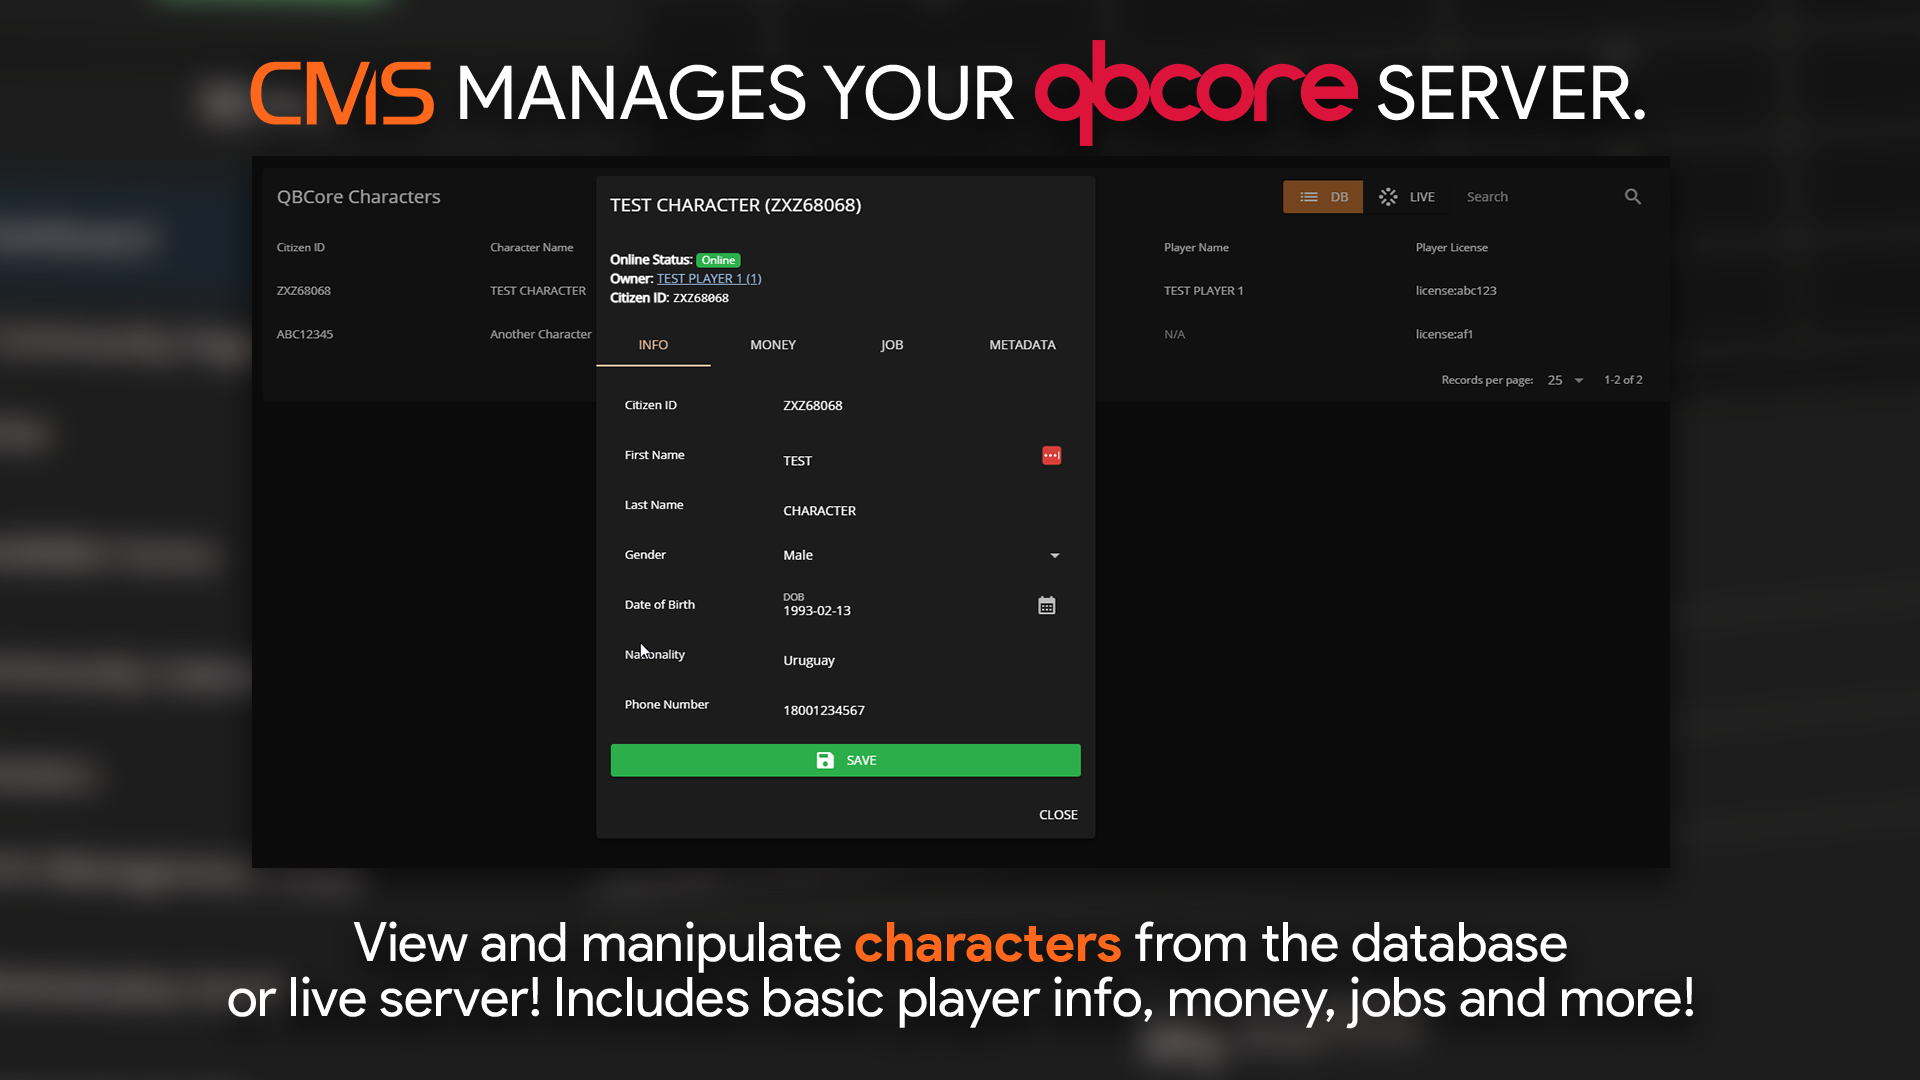 CMS MANAGES YOUR qbcore SERVER.
QBCore Characters
DB
LIVE
Search
Citizen ID
Character Name
Player Name
Player License
ZXZ68068
TEST CHARACTER
TEST PLAYER 1
license:abc123
ABC12345
Another Character
N/A
license:af1
Records per page: 25
1-2 of 2
TEST CHARACTER (ZXZ68068)
Online Status: Online
Owner: TEST PLAYER 1 (1)
Citizen ID: ZXZ68068
INFO MONEY JOB METADATA
Citizen ID ZXZ68068
First Name TEST
Last Name CHARACTER
Gender Male
DOB
Date of Birth 1993-02-13
Nationality Uruguay
Phone Number 18001234567
SAVE
CLOSE
View and manipulate characters from the database
or live server! Includes basic player info, money, jobs and more!